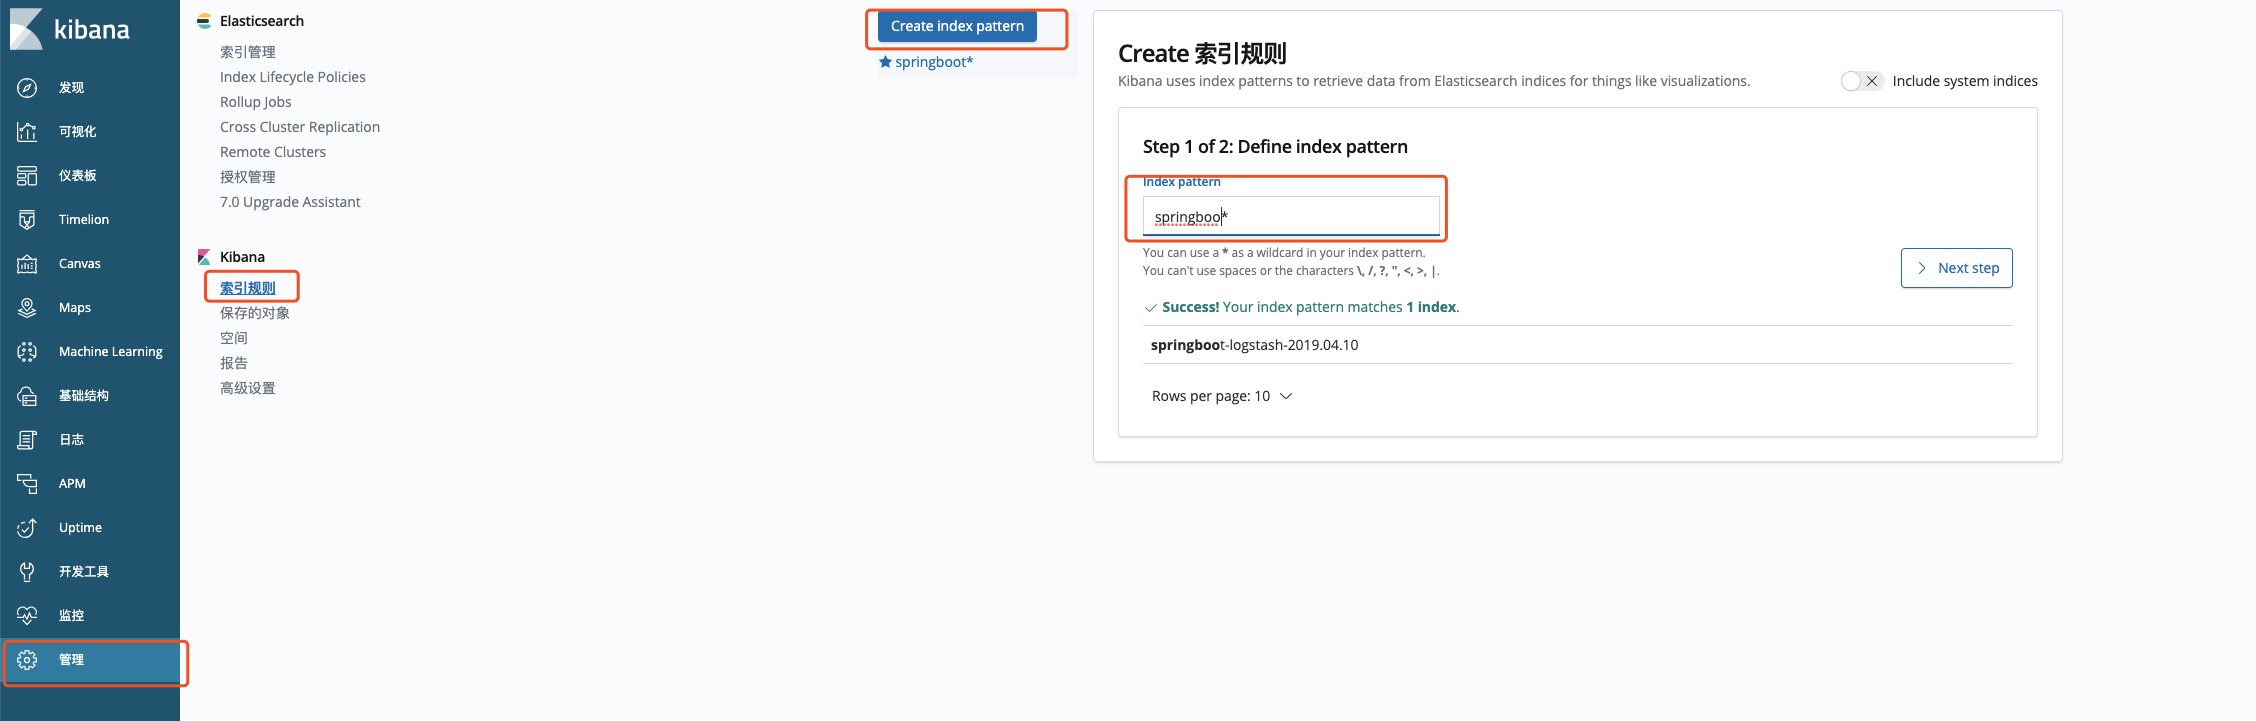 kibana
发现
可视化
仪表板
Timelion
Canvas
Maps
Machine Learning
基础结构
日志
APM
Uptime
开发工具
监控
管理
Elasticsearch
索引管理
Index Lifecycle Policies
Rollup Jobs
Cross Cluster Replication
Remote Clusters
授权管理
7.0 Upgrade Assistant
Kibana
索引规则
保存的对象
空间
报告
高级设置
Create index pattern
★ springboot*
Create 索引规则
Kibana uses index patterns to retrieve data from Elasticsearch indices for things like visualizations.
Include system indices
Step 1 of 2: Define index pattern
Index pattern
springboo*
You can use a * as a wildcard in your index pattern.
You can't use spaces or the characters \, /, ?, ", <, >, |.
Next step
Success! Your index pattern matches 1 index.
springboot-logstash-2019.04.10
Rows per page: 10